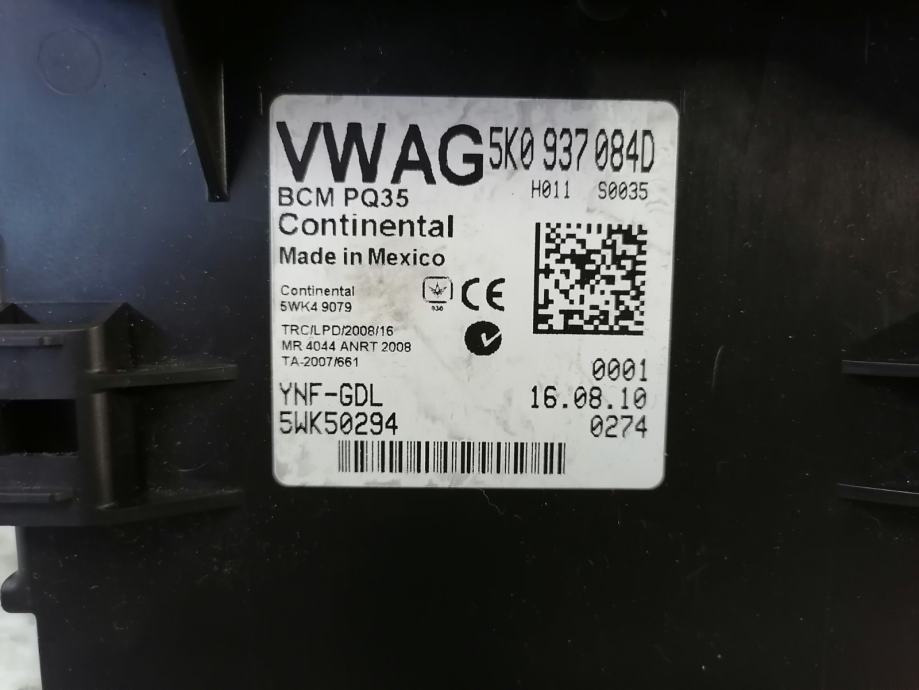 VWAG 5K0 937 084D
BCM PQ35 H011 S0035
Continental
Made in Mexico
Continental
5WK4 9079
CE
TRC/LPD/2008/16
MR 4044 ANRT 2008
TA-2007/661
0001
YNF-GDL 16.08.10
5WK50294 0274